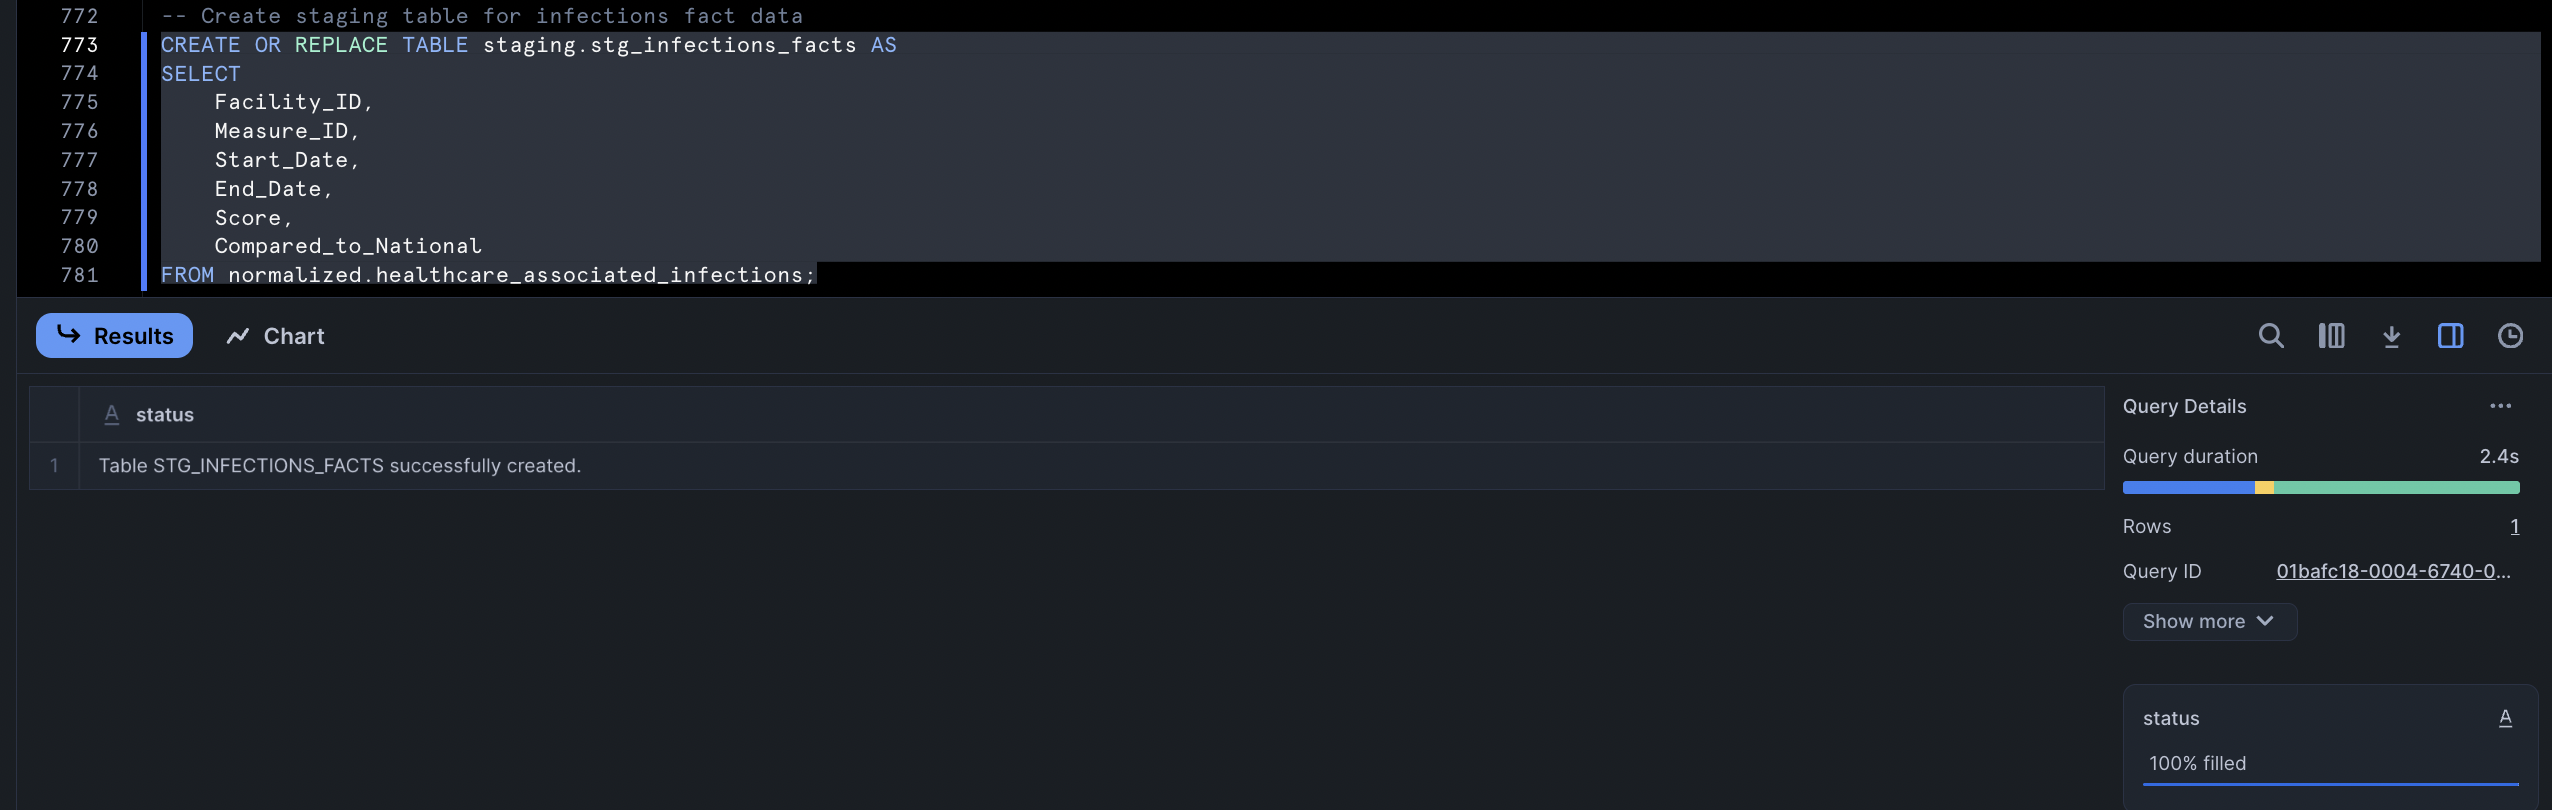 772 -- Create staging table for infections fact data
773 CREATE OR REPLACE TABLE staging.stg_infections_facts AS
774 SELECT
775 Facility_ID,
776 Measure_ID,
777 Start_Date,
778 End_Date,
779 Score,
780 Compared_to_National
781 FROM normalized.healthcare_associated_infections;
Results Chart
A status
1 Table STG_INFECTIONS_FACTS successfully created.
Query Details ...
Query duration 2.4s
Rows 1
Query ID 01bafc18-0004-6740-0...
Show more
status A
100% filled